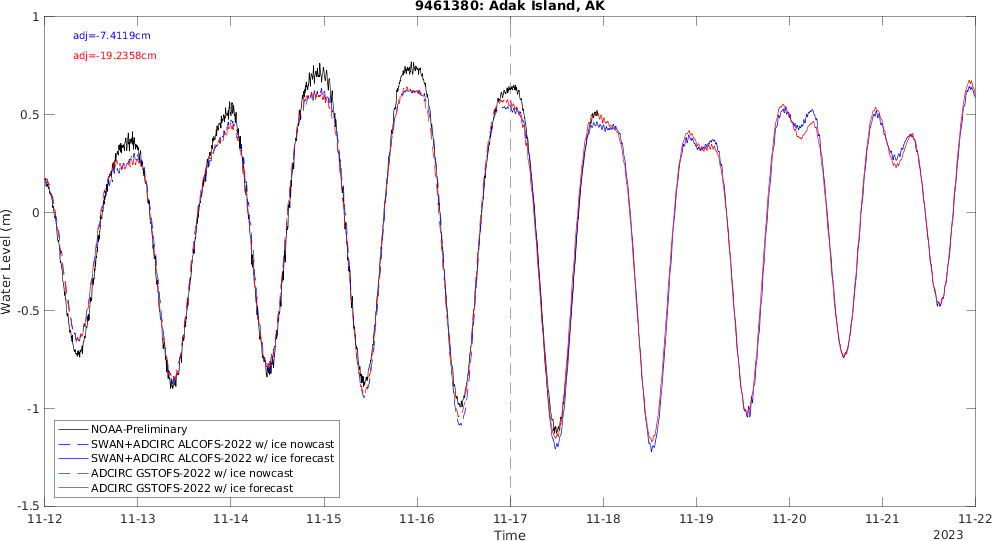 9461380: Adak Island, AK
adj=-7.4119cm
adj=-19.2358cm
Water Level (m)
1
0.5
0
-0.5
-1
-1.5
NOAA-Preliminary
SWAN+ADCIRC ALCOFS-2022 w/ ice nowcast
SWAN+ADCIRC ALCOFS-2022 w/ ice forecast
ADCIRC GSTOFS-2022 w/ ice nowcast
ADCIRC GSTOFS-2022 w/ ice forecast
11-12 11-13 11-14 11-15 11-16 11-17 11-18 11-19 11-20 11-21 11-22
Time
2023